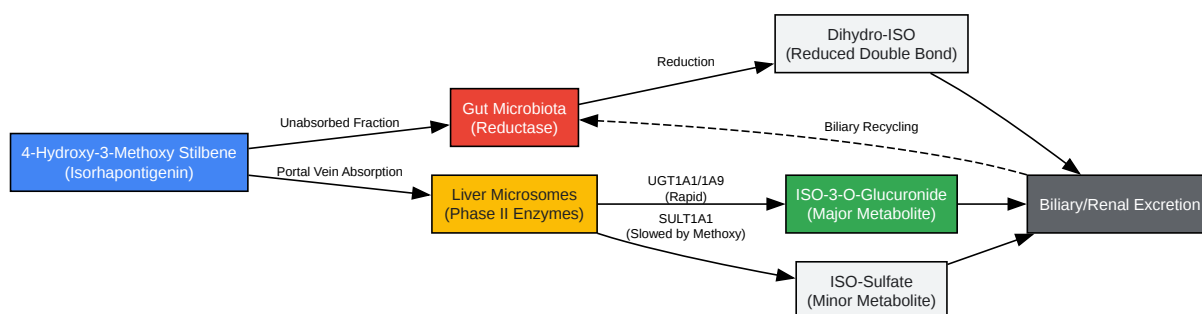 4-Hydroxy-3-Methoxy Stilbene
(Isorhapontigenin)
Unabsorbed Fraction
Portal Vein Absorption
Gut Microbiota
(Reductase)
Liver Microsomes
(Phase II Enzymes)
Reduction
Biliary Recycling
UGT1A1/1A9
(Rapid)
SULT1A1
(Slowed by Methoxy)
Dihydro-ISO
(Reduced Double Bond)
ISO-3-O-Glucuronide
(Major Metabolite)
ISO-Sulfate
(Minor Metabolite)
Biliary/Renal Excretion